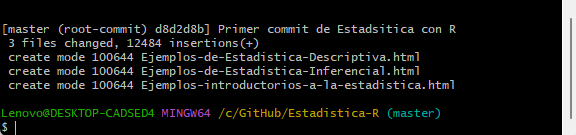 [master (root-commit) d8d2d8b] Primer commit de Estadsitica con R
3 files changed, 12484 insertions(+)
create mode 100644 Ejemplos-de-Estadistica-Descriptiva.html
create mode 100644 Ejemplos-de-Estadistica-Inferencial.html
create mode 100644 Ejemplos-introductorios-a-la-estadistica.html
Lenovo@DESKTOP-CADSED4 MINGW64 /c/GitHub/Estadistica-R (master)
$